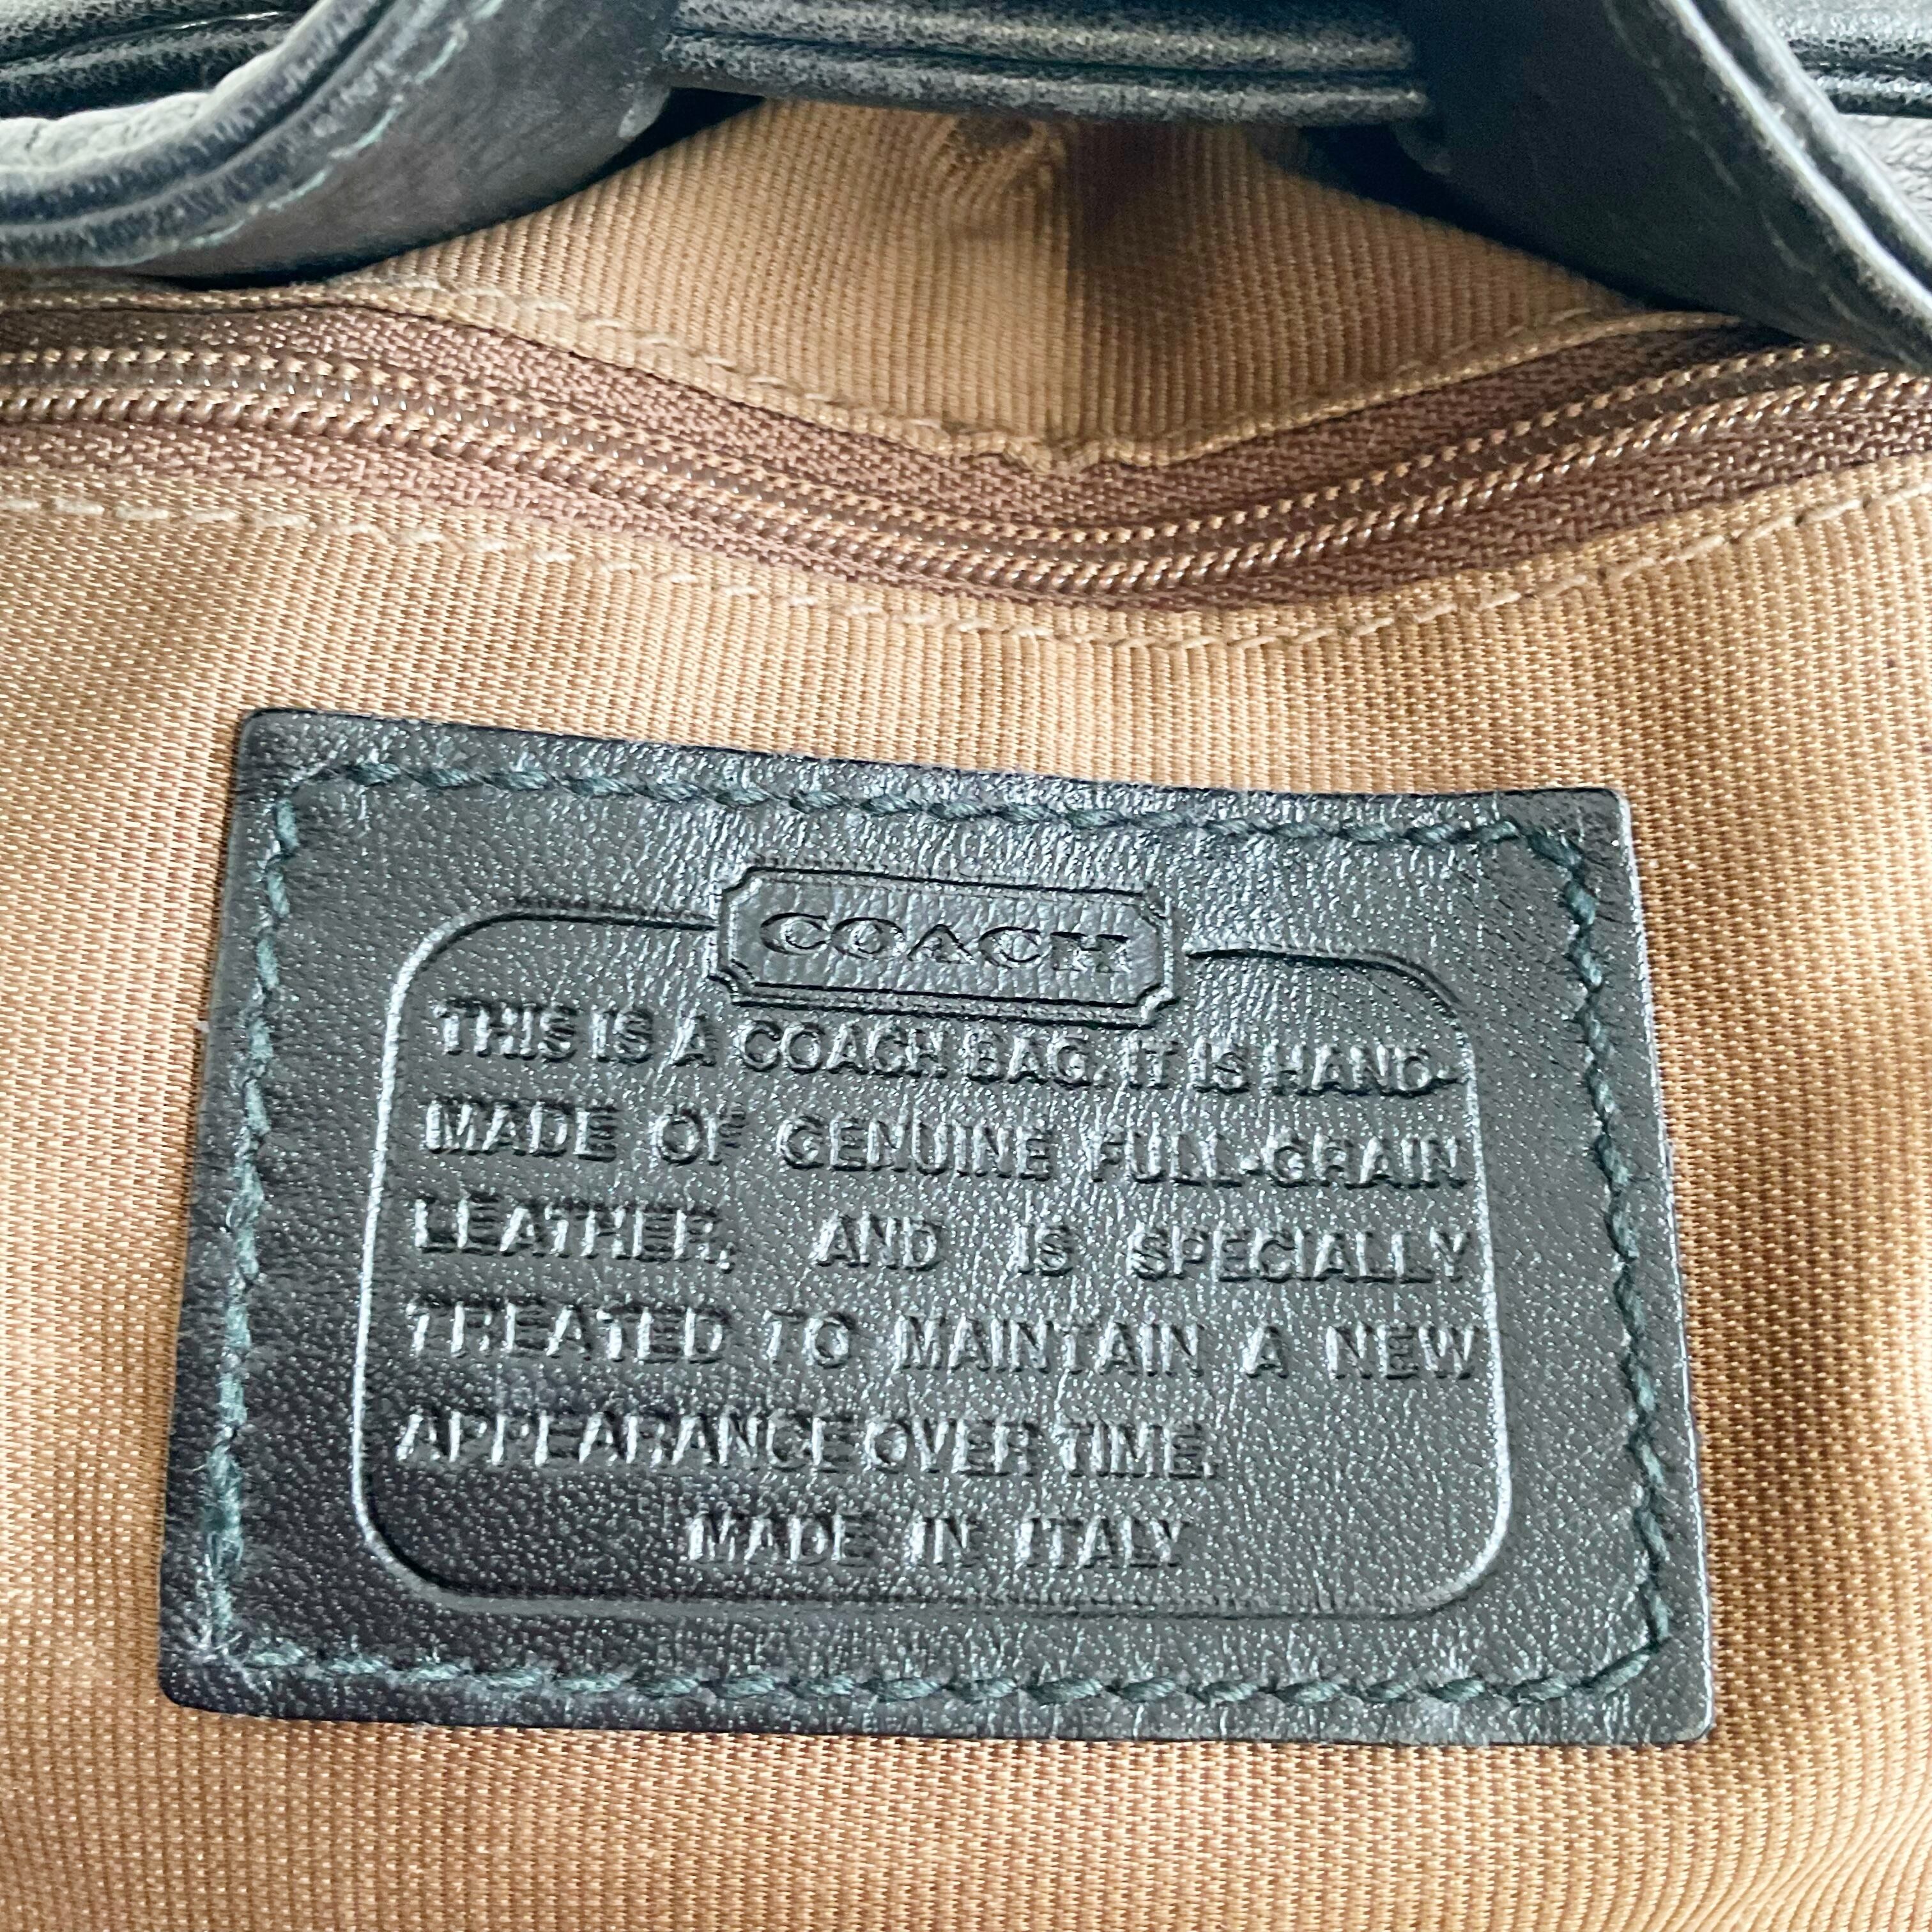 COACH
THIS IS A COACH BAG. IT IS HAND-
MADE OF GENUINE FULL-GRAIN
LEATHER, AND IS SPECIALLY
TREATED TO MAINTAIN A NEW
APPEARANCE OVER TIME.
MADE IN ITALY